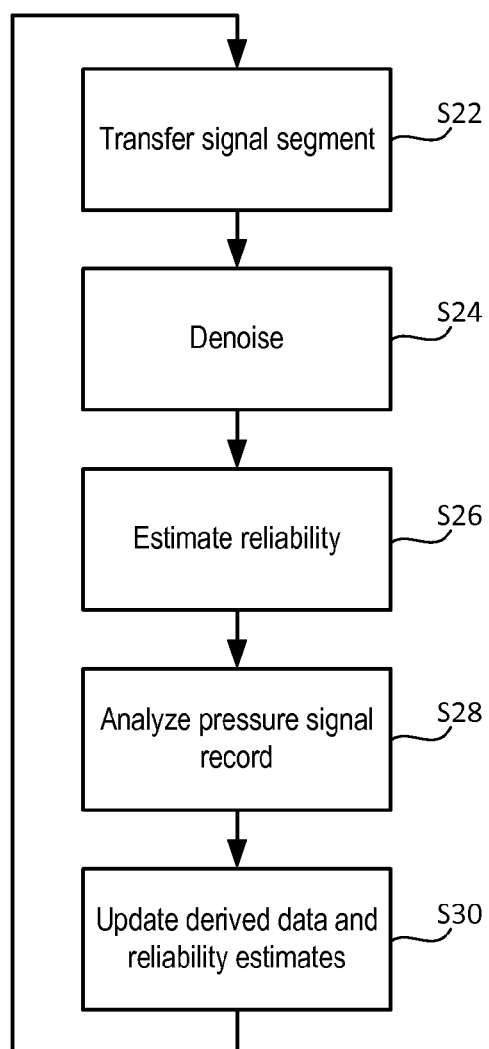 Transfer signal segment
S22
Denoise
S24
Estimate reliability
S26
Analyze pressure signal
record
S28
Update derived data and
reliability estimates
S30